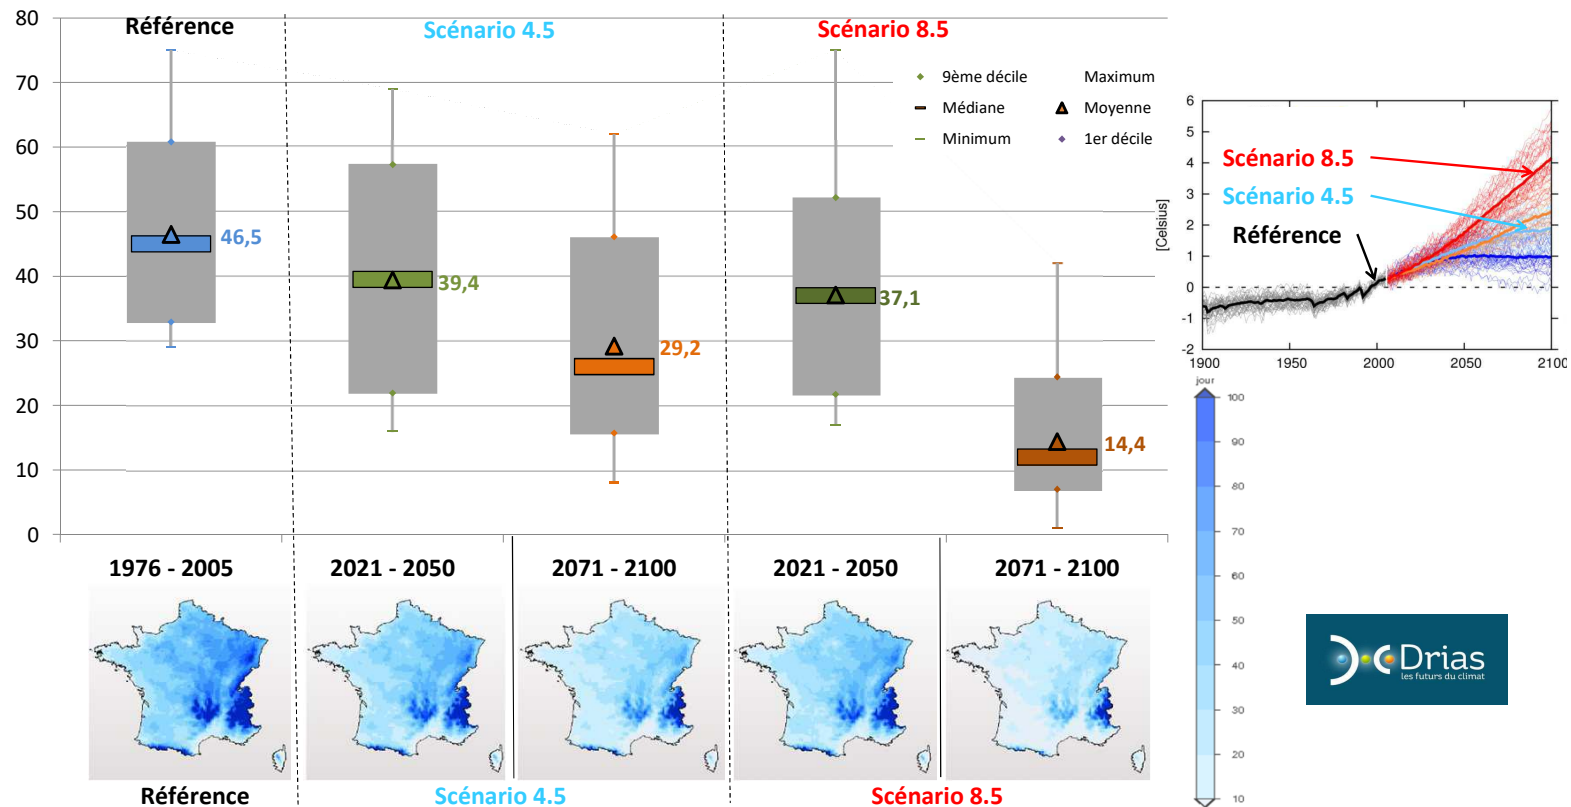 Référence
Scénario 4.5
Scénario 8.5
80
70
60
50
40
30
20
10
0
46,5
39,4
29,2
37,1
14,4
9ème décile
Maximum
Médiane
Moyenne
Minimum
1er décile
6
5
4
3
2
1
0
-1
-2
[Celsius]
Scénario 8.5
Scénario 4.5
Référence
1900
1950
2000
2050
2100
1976 - 2005
2021 - 2050
2071 - 2100
2021 - 2050
2071 - 2100
Référence
Scénario 4.5
Scénario 8.5
jour
100
90
80
70
60
50
40
30
20
10
Drias
les futurs du climat